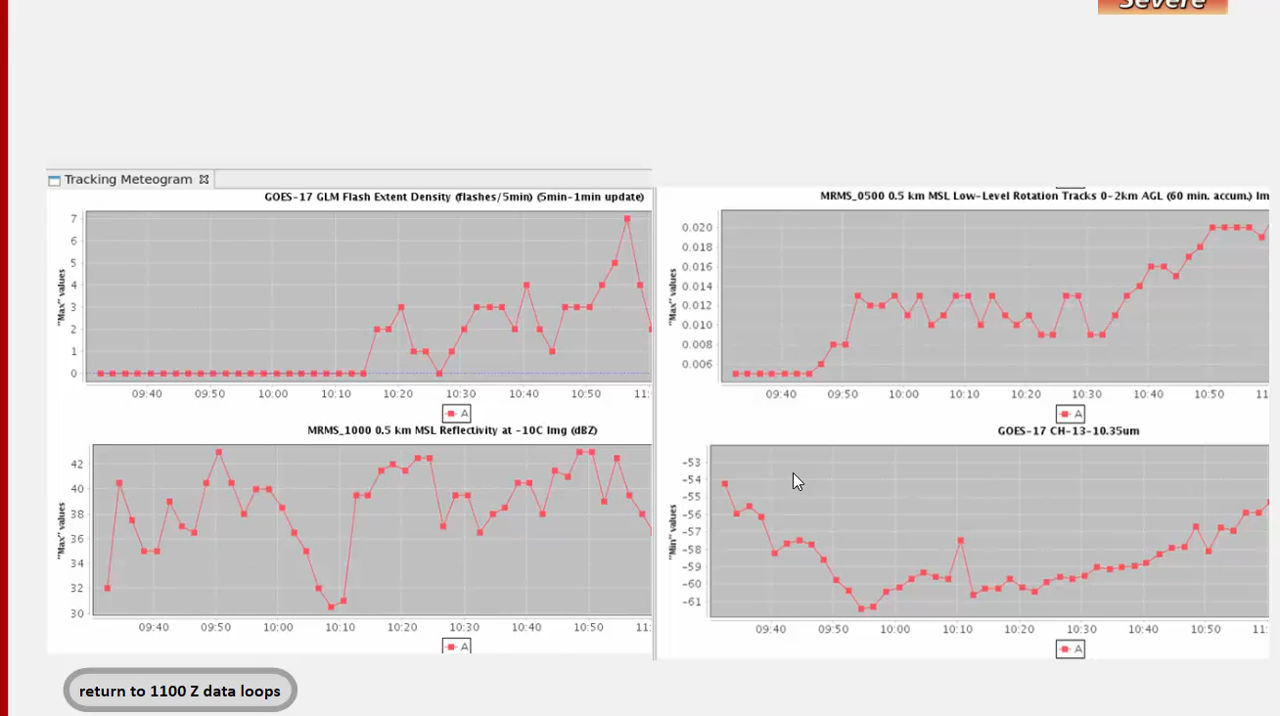 Severe
Tracking Meteogram
GOES-17 GLM Flash Extent Density (flashes/5min) (5min-1min update)
"Max" values
7
6
5
4
3
2
1
0
09:40 09:50 10:00 10:10 10:20 10:30 10:40 10:50 11:
A
MRMS_0500 0.5 km MSL Low-Level Rotation Tracks 0-2km AGL (60 min. accum.) Im
"Max" values
0.020
0.018
0.016
0.014
0.012
0.010
0.008
0.006
09:40 09:50 10:00 10:10 10:20 10:30 10:40 10:50 11
A
MRMS_1000 0.5 km MSL Reflectivity at -10C Img (dBZ)
"Max" values
42
40
38
36
34
32
30
09:40 09:50 10:00 10:10 10:20 10:30 10:40 10:50 11:
A
GOES-17 CH-13-10.35um
"Min" values
-53
-54
-55
-56
-57
-58
-59
-60
-61
09:40 09:50 10:00 10:10 10:20 10:30 10:40 10:50 11:
A
return to 1100 Z data loops